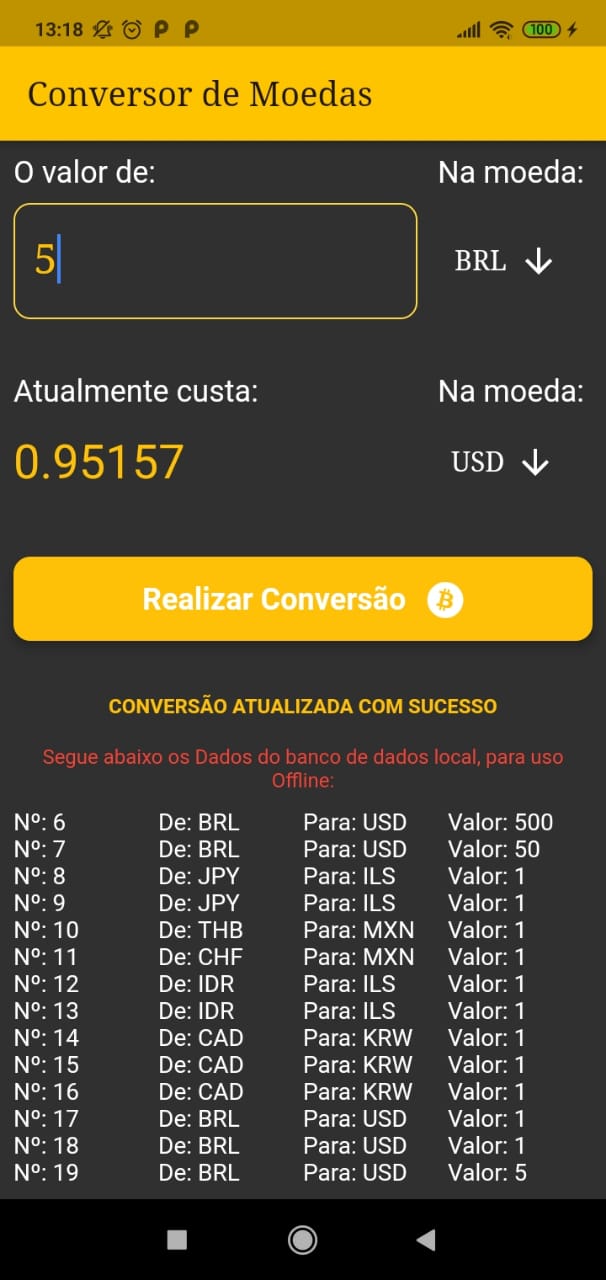 13:18
100
Conversor de Moedas
O valor de: Na moeda:
5 BRL
Atualmente custa: Na moeda:
0.95157 USD
Realizar Conversão
CONVERSÃO ATUALIZADA COM SUCESSO
Segue abaixo os Dados do banco de dados local, para uso
Offline:
Nº: 6 De: BRL Para: USD Valor: 500
Nº: 7 De: BRL Para: USD Valor: 50
Nº: 8 De: JPY Para: ILS Valor: 1
Nº: 9 De: JPY Para: ILS Valor: 1
Nº: 10 De: THB Para: MXN Valor: 1
Nº: 11 De: CHF Para: MXN Valor: 1
Nº: 12 De: IDR Para: ILS Valor: 1
Nº: 13 De: IDR Para: ILS Valor: 1
Nº: 14 De: CAD Para: KRW Valor: 1
Nº: 15 De: CAD Para: KRW Valor: 1
Nº: 16 De: CAD Para: KRW Valor: 1
Nº: 17 De: BRL Para: USD Valor: 1
Nº: 18 De: BRL Para: USD Valor: 1
Nº: 19 De: BRL Para: USD Valor: 5